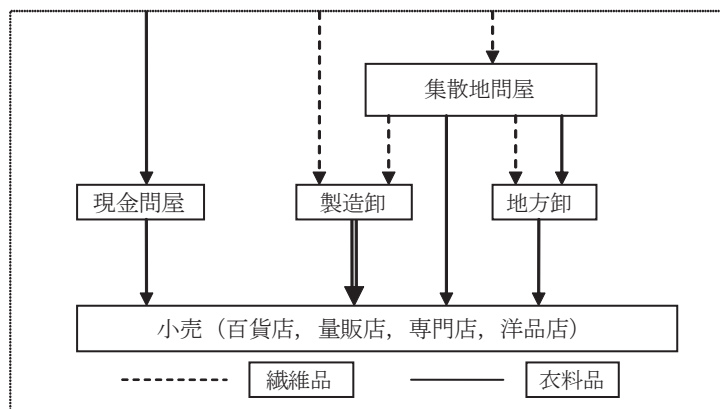 集散地問屋
現金問屋
製造卸
地方卸
小売（百貨店，量販店，専門店，洋品店）
繊維品
衣料品